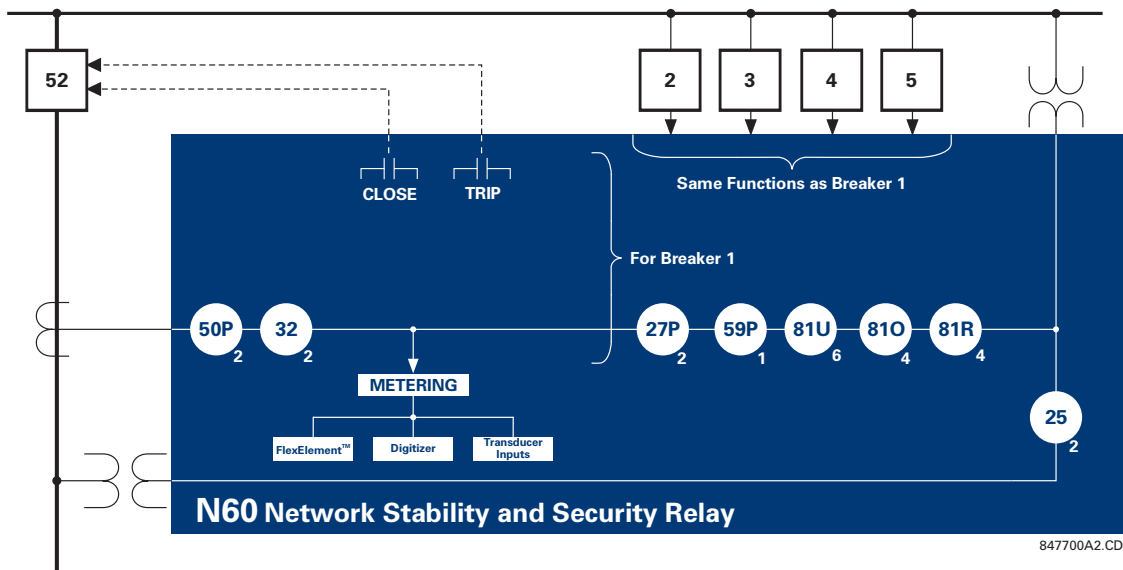 52
2
3
4
5
CLOSE
TRIP
Same Functions as Breaker 1
For Breaker 1
50P
2
32
2
27P
2
59P
1
81U
6
81O
4
81R
4
METERING
FlexElement™
Digitizer
Transducer
Inputs
25
2
N60 Network Stability and Security Relay
847700A2.CD